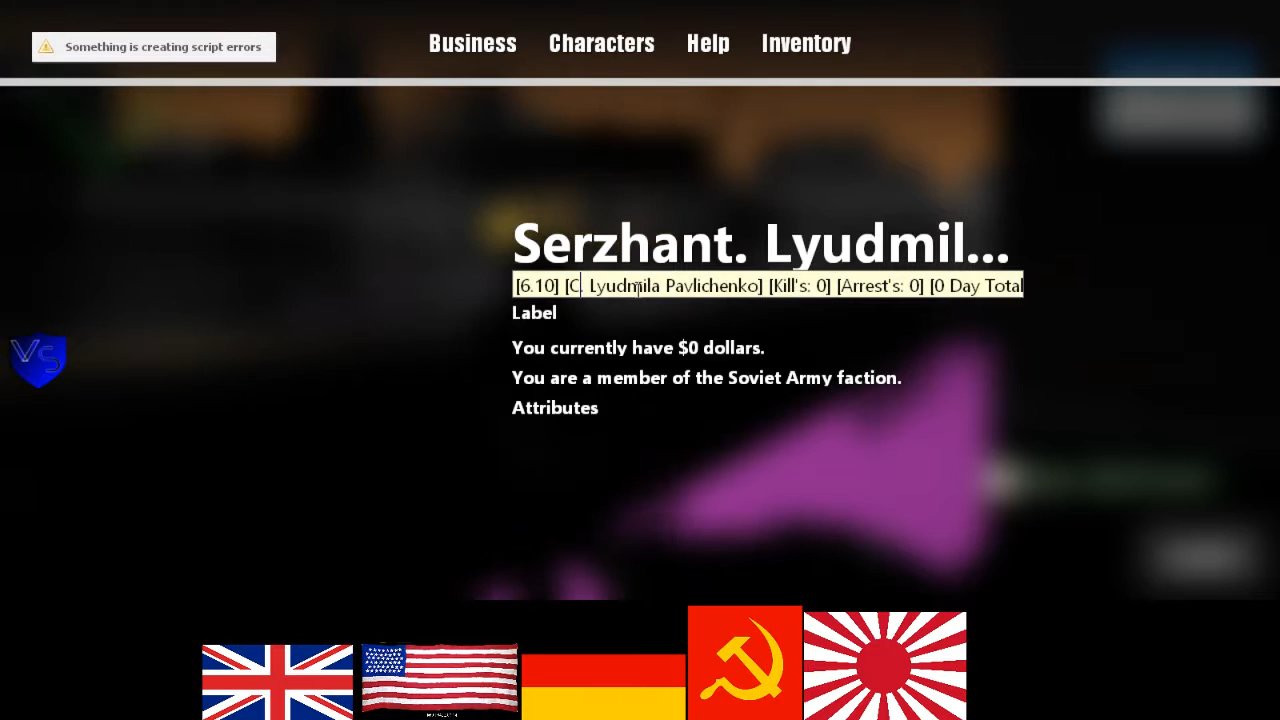 Something is creating script errors
Business Characters Help Inventory
Serzhant. Lyudmil...
[6.10] [C. Lyudmila Pavlichenko] [Kill's: 0] [Arrest's: 0] [0 Day Total
Label
VS
You currently have $0 dollars.
You are a member of the Soviet Army faction.
Attributes